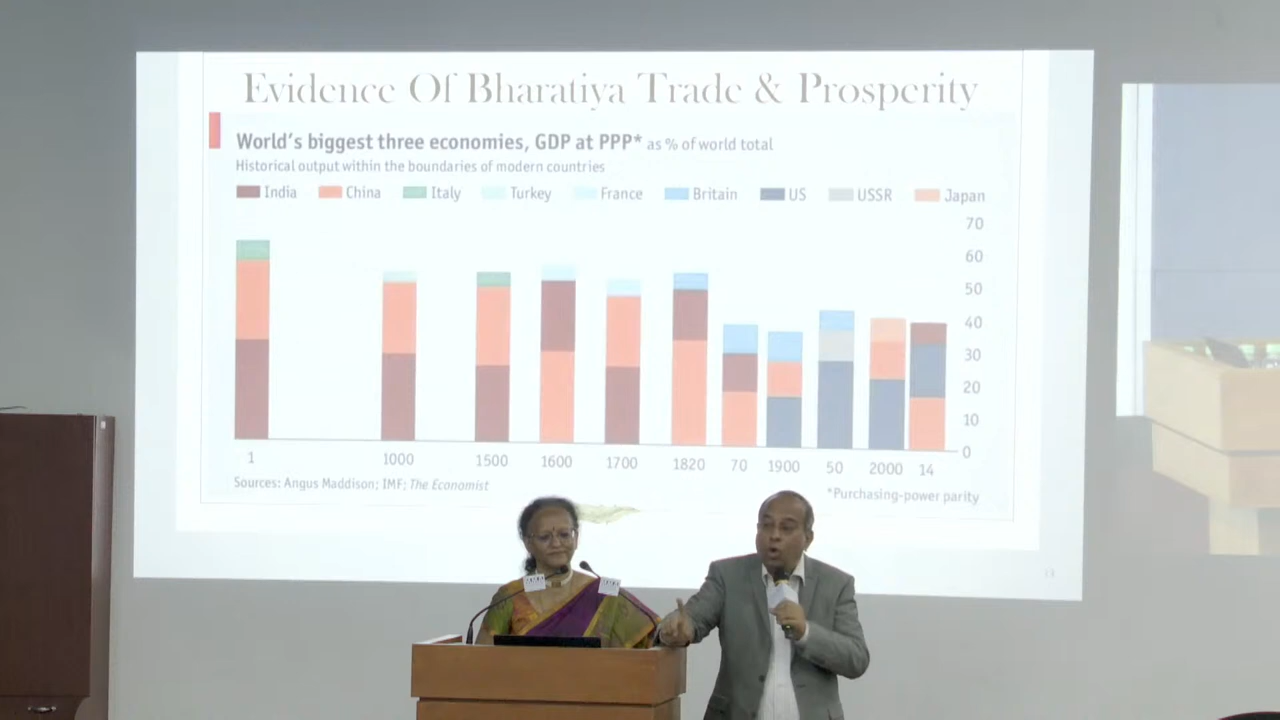 Evidence Of Bharatiya Trade & Prosperity
World's biggest three economies, GDP at PPP* as % of world total
Historical output within the boundaries of modern countries
India China Italy Turkey France Britain US USSR Japan
70
60
50
40
30
20
10
0
1 1000 1500 1600 1700 1820 70 1900 50 2000 14
Sources: Angus Maddison; IMF; The Economist
*Purchasing-power parity
13